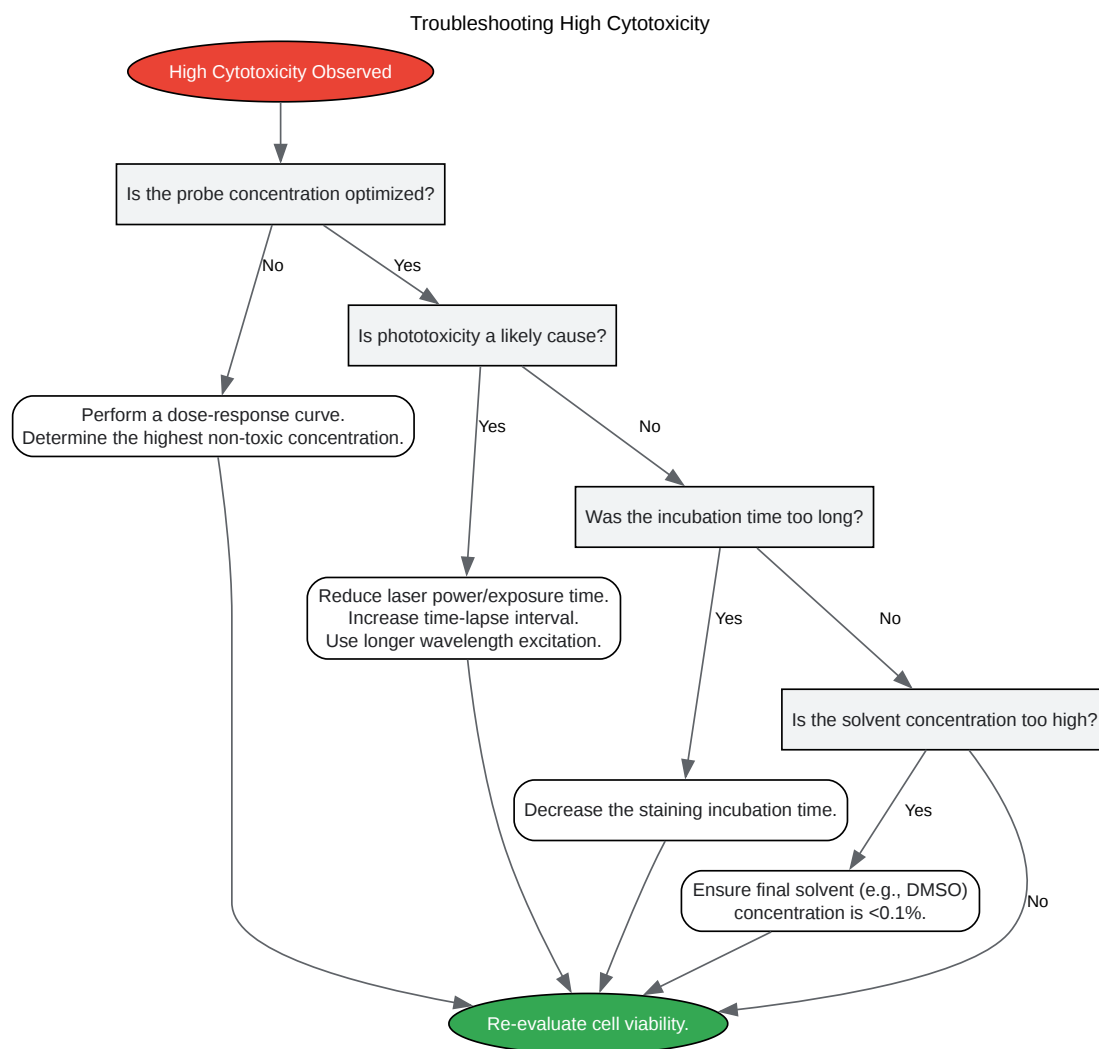 Troubleshooting High Cytotoxicity
High Cytotoxicity Observed
Is the probe concentration optimized?
No
Yes
Is phototoxicity a likely cause?
Perform a dose-response curve.
Determine the highest non-toxic concentration.
Yes
No
Was the incubation time too long?
Reduce laser power/exposure time.
Increase time-lapse interval.
Use longer wavelength excitation.
Yes
No
Is the solvent concentration too high?
Decrease the staining incubation time.
Yes
Ensure final solvent (e.g., DMSO)
concentration is <0.1%.
No
Re-evaluate cell viability.